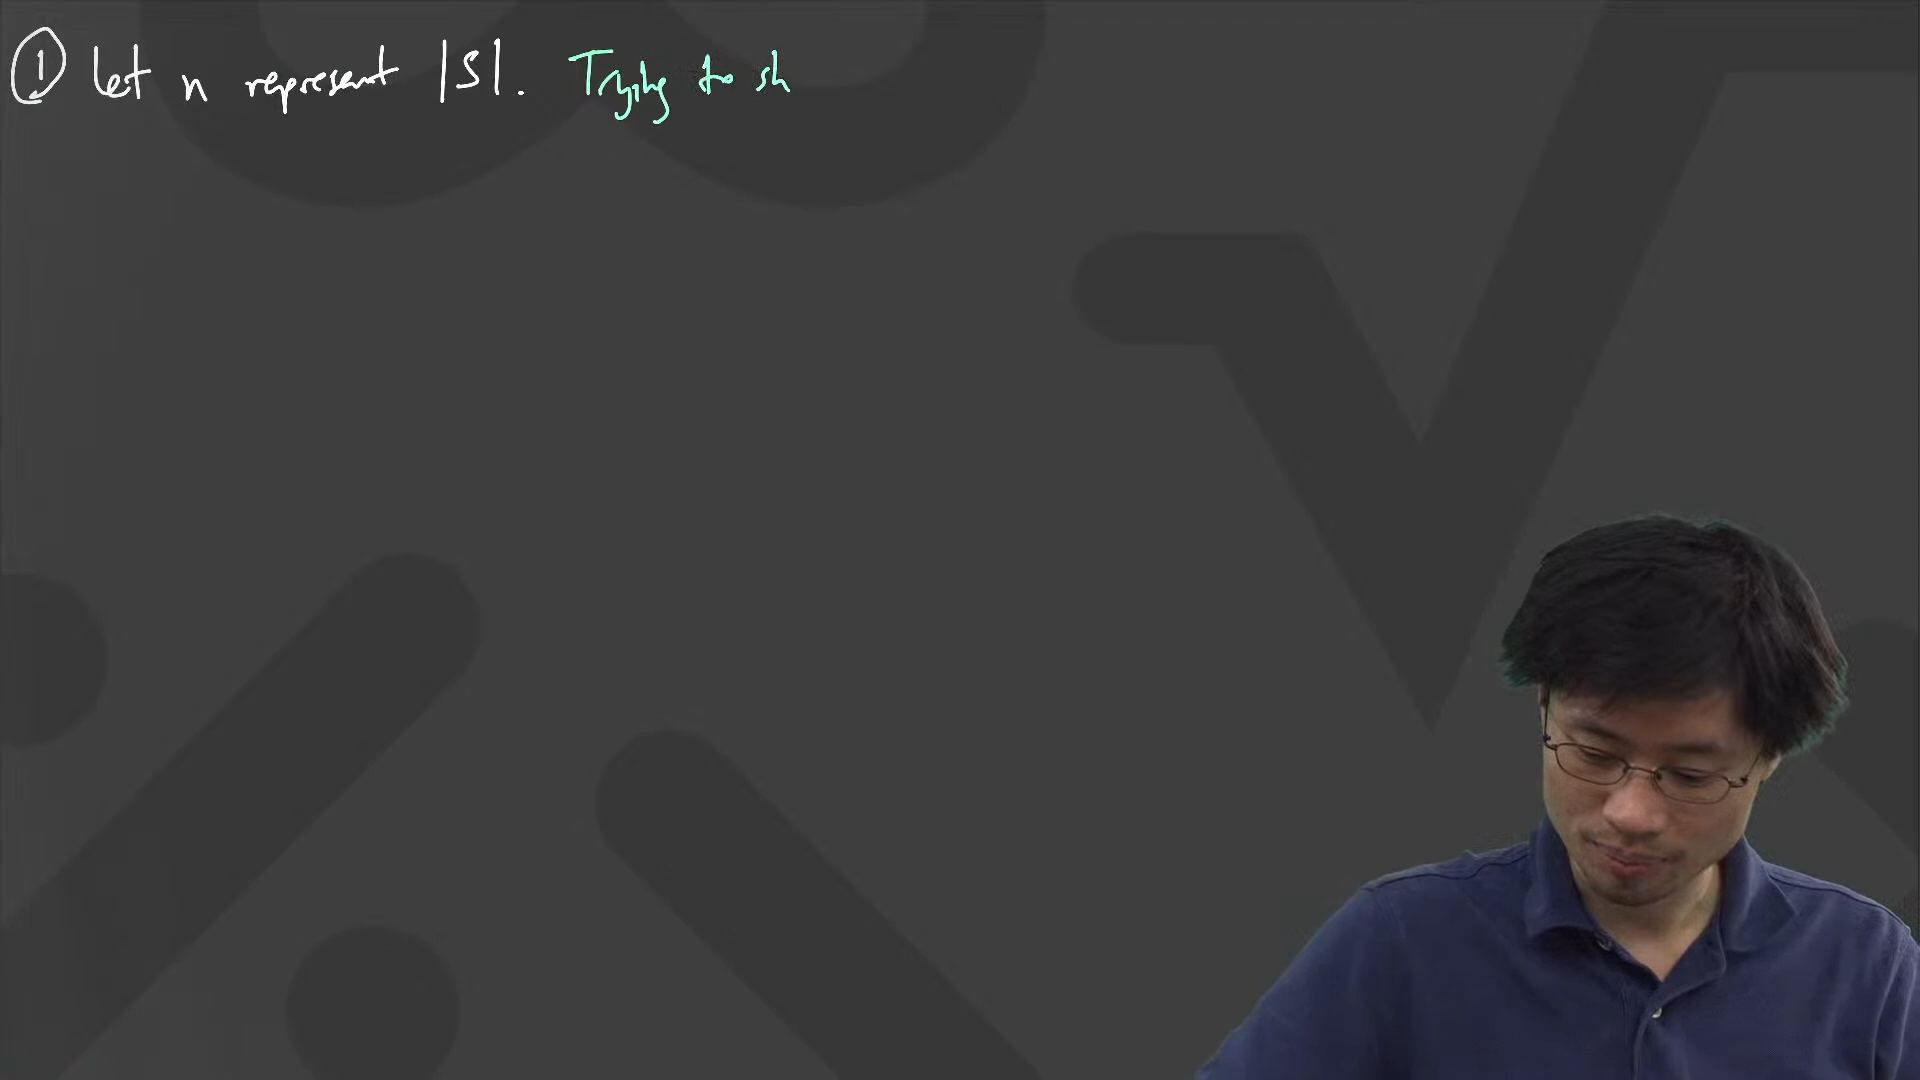 ① Let n represent |S|. Trying to sh